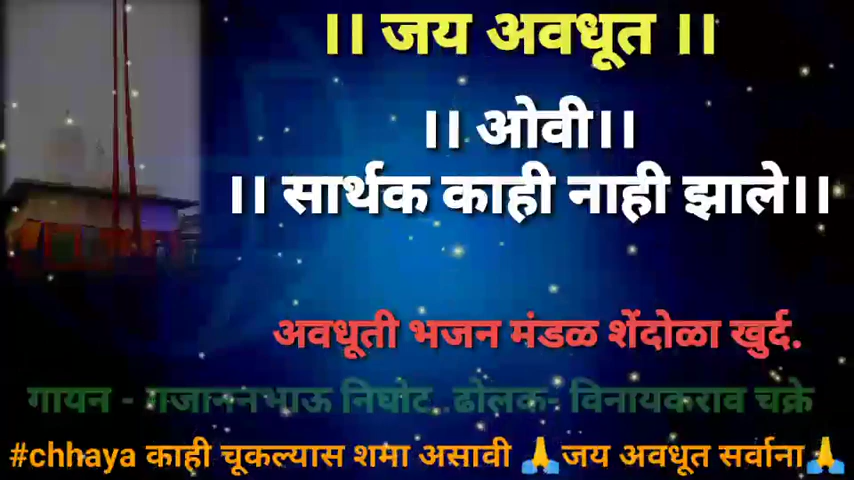 ।। जय अवधूत ।।
।। ओवी।।
।। सार्थक काही नाही झाले।।
अवधूती भजन मंडळ शेंदोळा खुर्द.
गायन - गजाननभाऊ निघोट ढोलक- विनायकराव चक्रे
#chhaya काही चूकल्यास शमा असावी 🙏जय अवधूत सर्वाना🙏